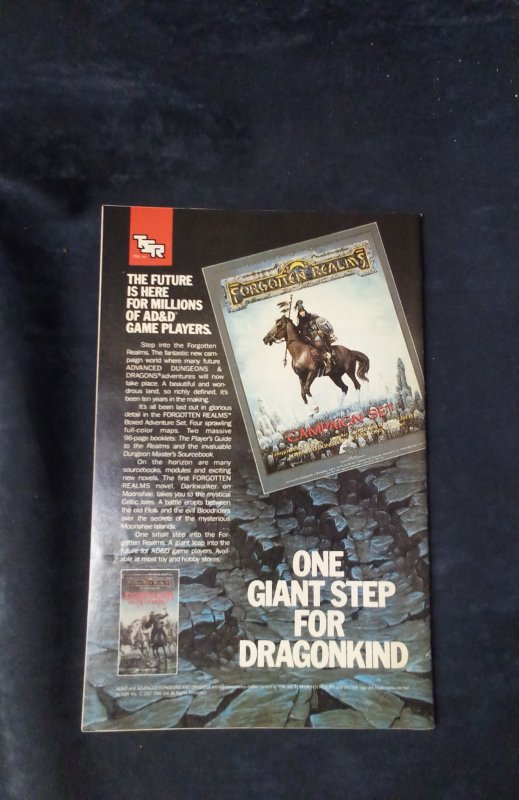 TSR
THE FUTURE
IS HERE
FOR MILLIONS
OF AD&D®
GAME PLAYERS.
Step into the Forgotten
Realms. The fantastic new cam-
paign world where many future
ADVANCED DUNGEONS &
DRAGONS® adventures will now
take place. A beautiful and won-
drous land, so richly defined, it's
been ten years in the making.
It's all been laid out in glorious
detail in the FORGOTTEN REALMS®
Boxed Adventure Set. Four sprawling
full-color maps. Two massive
96-page booklets: The Player's Guide
to the Realms and the invaluable
Dungeon Master's Sourcebook.
On the horizon are many
sourcebooks, modules and exciting
new novels. The first FORGOTTEN
REALMS novel, Darkwalker on
Moonshae, takes you to the mystical
Celtic Isles. A battle erupts between
the old Ffolk and the evil Bloodriders
over the secrets of the mysterious
Moonshae Islands.
One small step into the For-
gotten Realms. A giant leap into the
future for AD&D game players. Avail-
able at most toy and hobby stores.
FORGOTTEN REALMS
CAMPAIGN SET
ONE
GIANT STEP
FOR
DRAGONKIND